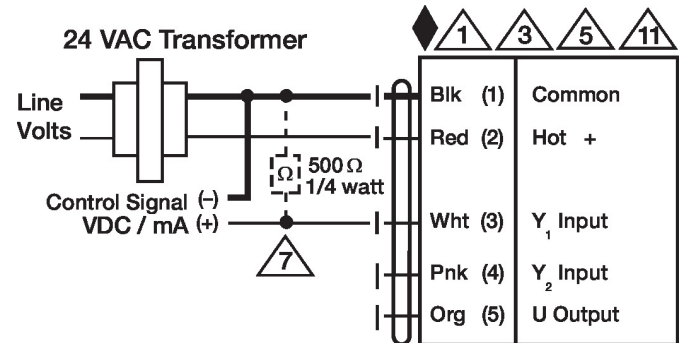 1 3 5 11
24 VAC Transformer
Line
Volts
Blk (1) Common
Red (2) Hot +
Ω 500 Ω
1/4 watt
Control Signal (–)
VDC / mA (+)
Wht (3) Y1 Input
7
Pnk (4) Y2 Input
Org (5) U Output